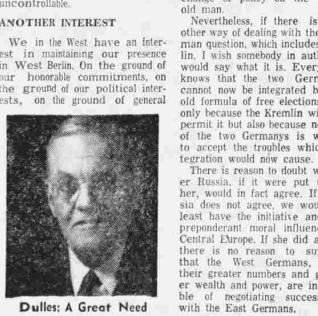 uncontrollable.
ANOTHER INTEREST
We in the West have an inter-
est in maintaining our presence
in West Berlin. On the ground of
our honorable commitments, on
the ground of our political inter-
ests, on the ground of general
Dulles: A Great Need
old man.
Nevertheless, if there is
other way of dealing with the
man question, which includes
lin, I wish somebody in auth
would say what it is. Every
knows that the two Germ
cannot now be integrated b
old formula of free elections
only because the Kremlin wi
permit it but also because n
of the two Germanys is w
to accept the troubles whic
tegration would now cause.
There is reason to doubt w
er Russia, if it were put
her, would in fact agree. If
sia does not agree, we wou
least have the initiative an
preponderant moral influen
Central Europe. If she did a
there is no reason to su
that the West Germans,
their greater numbers and g
er wealth and power, are in
ble of negotiating success
with the East Germans.